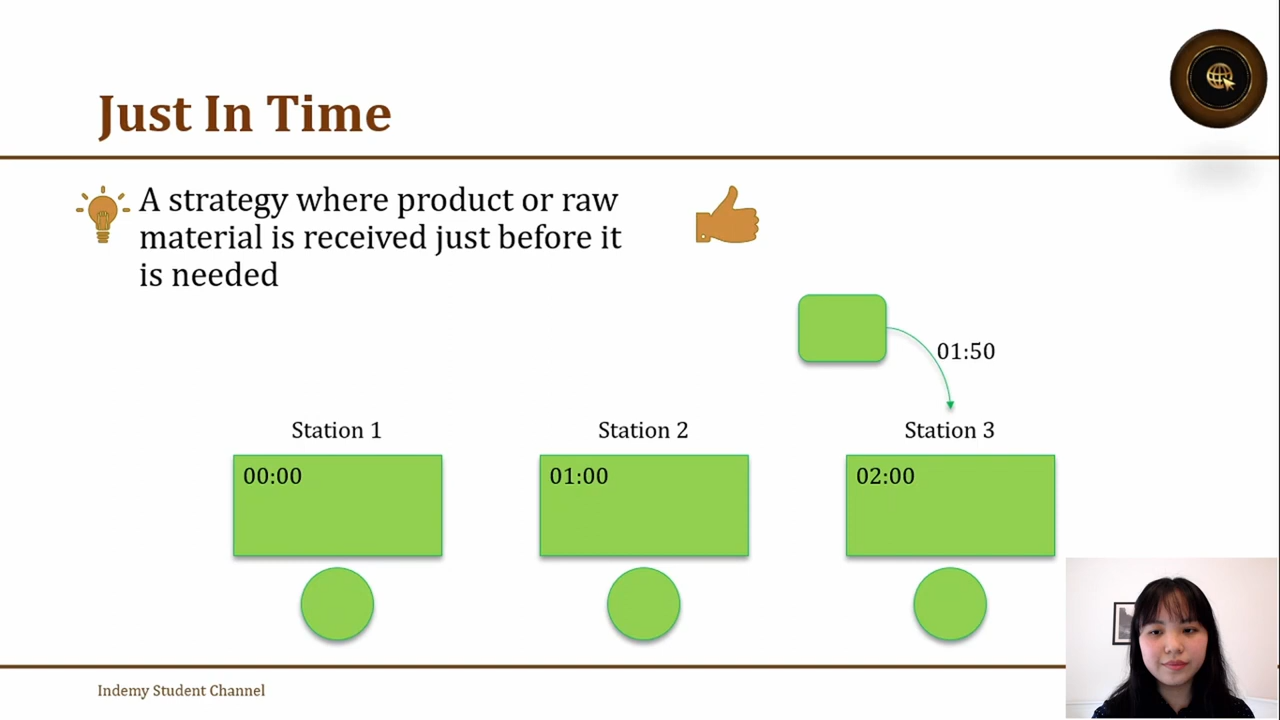 Just In Time
A strategy where product or raw
material is received just before it
is needed
01:50
Station 1
Station 2
Station 3
00:00
01:00
02:00
Indemy Student Channel